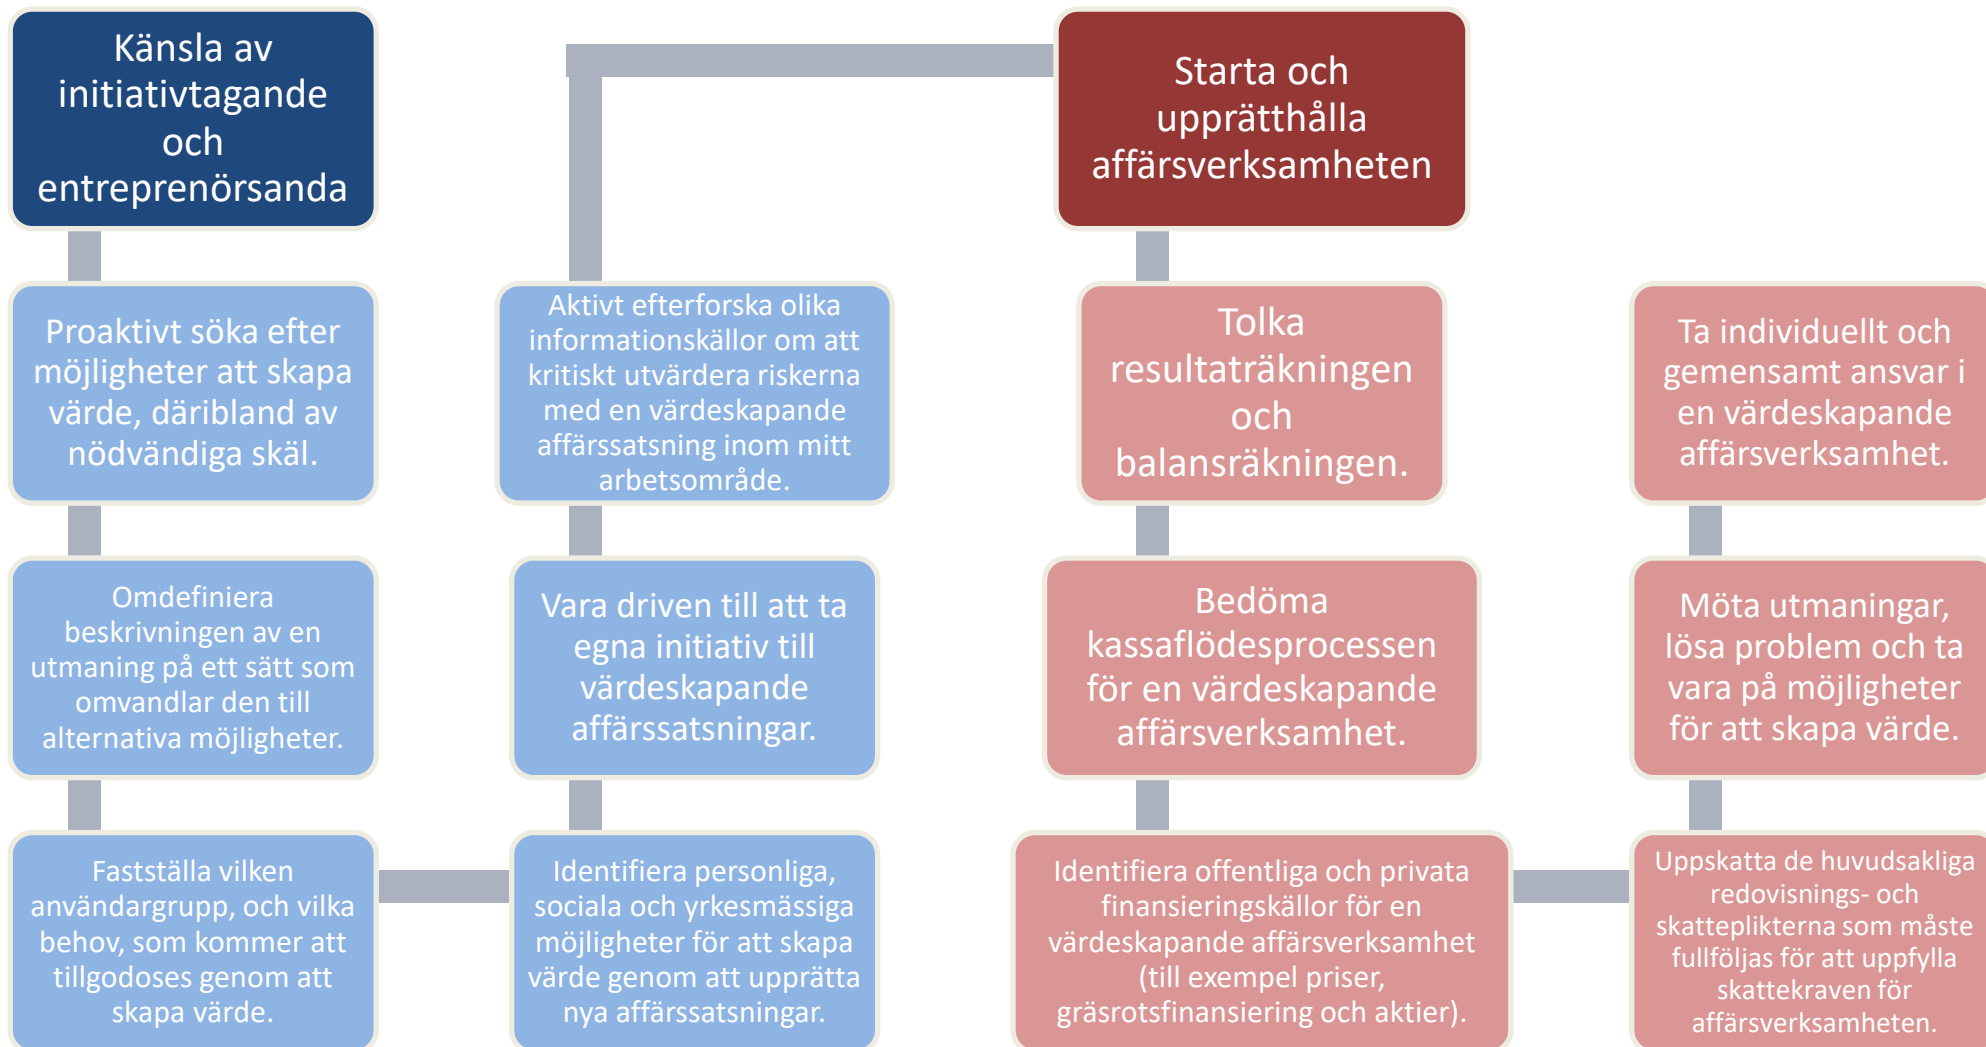 Känsla av
initiativtagande
och
entreprenörsanda
Proaktivt söka efter
möjligheter att skapa
värde, däribland av
nödvändiga skäl.
Omdefiniera
beskrivningen av en
utmaning på ett sätt som
omvandlar den till
alternativa möjligheter.
Fastställa vilken
användargrupp, och vilka
behov, som kommer att
tillgodoses genom att
skapa värde.
Identifiera personliga,
sociala och yrkesmässiga
möjligheter för att skapa
värde genom att upprätta
nya affärssatsningar.
Vara driven till att ta
egna initiativ till
värdeskapande
affärssatsningar.
Aktivt efterforska olika
informationskällor om att
kritiskt utvärdera riskerna
med en värdeskapande
affärssatsning inom mitt
arbetsområde.
Starta och
upprätthålla
affärsverksamheten
Tolka
resultaträkningen
och
balansräkningen.
Bedöma
kassaflödesprocessen
för en värdeskapande
affärsverksamhet.
Identifiera offentliga och privata
finansieringskällor för en
värdeskapande affärsverksamhet
(till exempel priser,
gräsrotsfinansiering och aktier).
Uppskatta de huvudsakliga
redovisnings- och
skatteplikterna som måste
fullföljas för att uppfylla
skattekraven för
affärsverksamheten.
Möta utmaningar,
lösa problem och ta
vara på möjligheter
för att skapa värde.
Ta individuellt och
gemensamt ansvar i
en värdeskapande
affärsverksamhet.